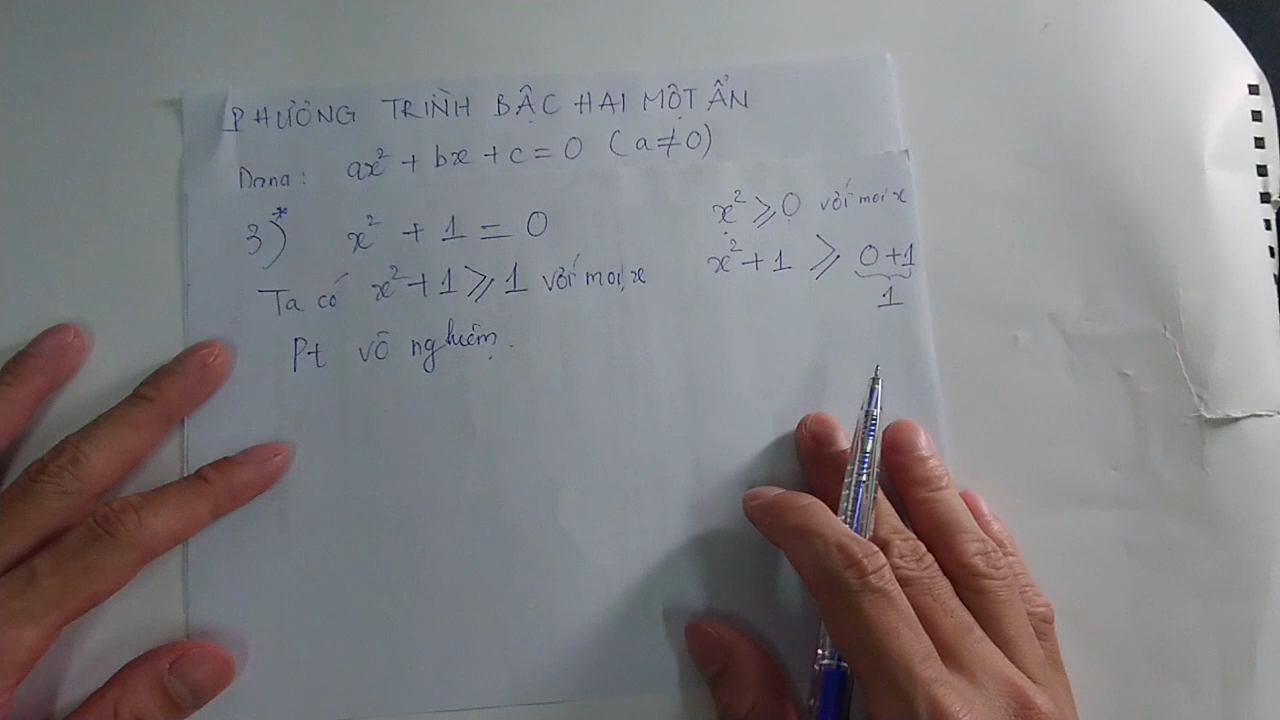 PHƯƠNG TRÌNH BẬC HAI MỘT ẨN
Dạng: ax² + bx + c = 0 (a ≠ 0)
3)* x² + 1 = 0
Ta có x² + 1 ⩾ 1 với mọi x
Pt vô nghiệm.
x² ⩾ 0 với mọi x
x² + 1 ⩾ 0 + 1
1